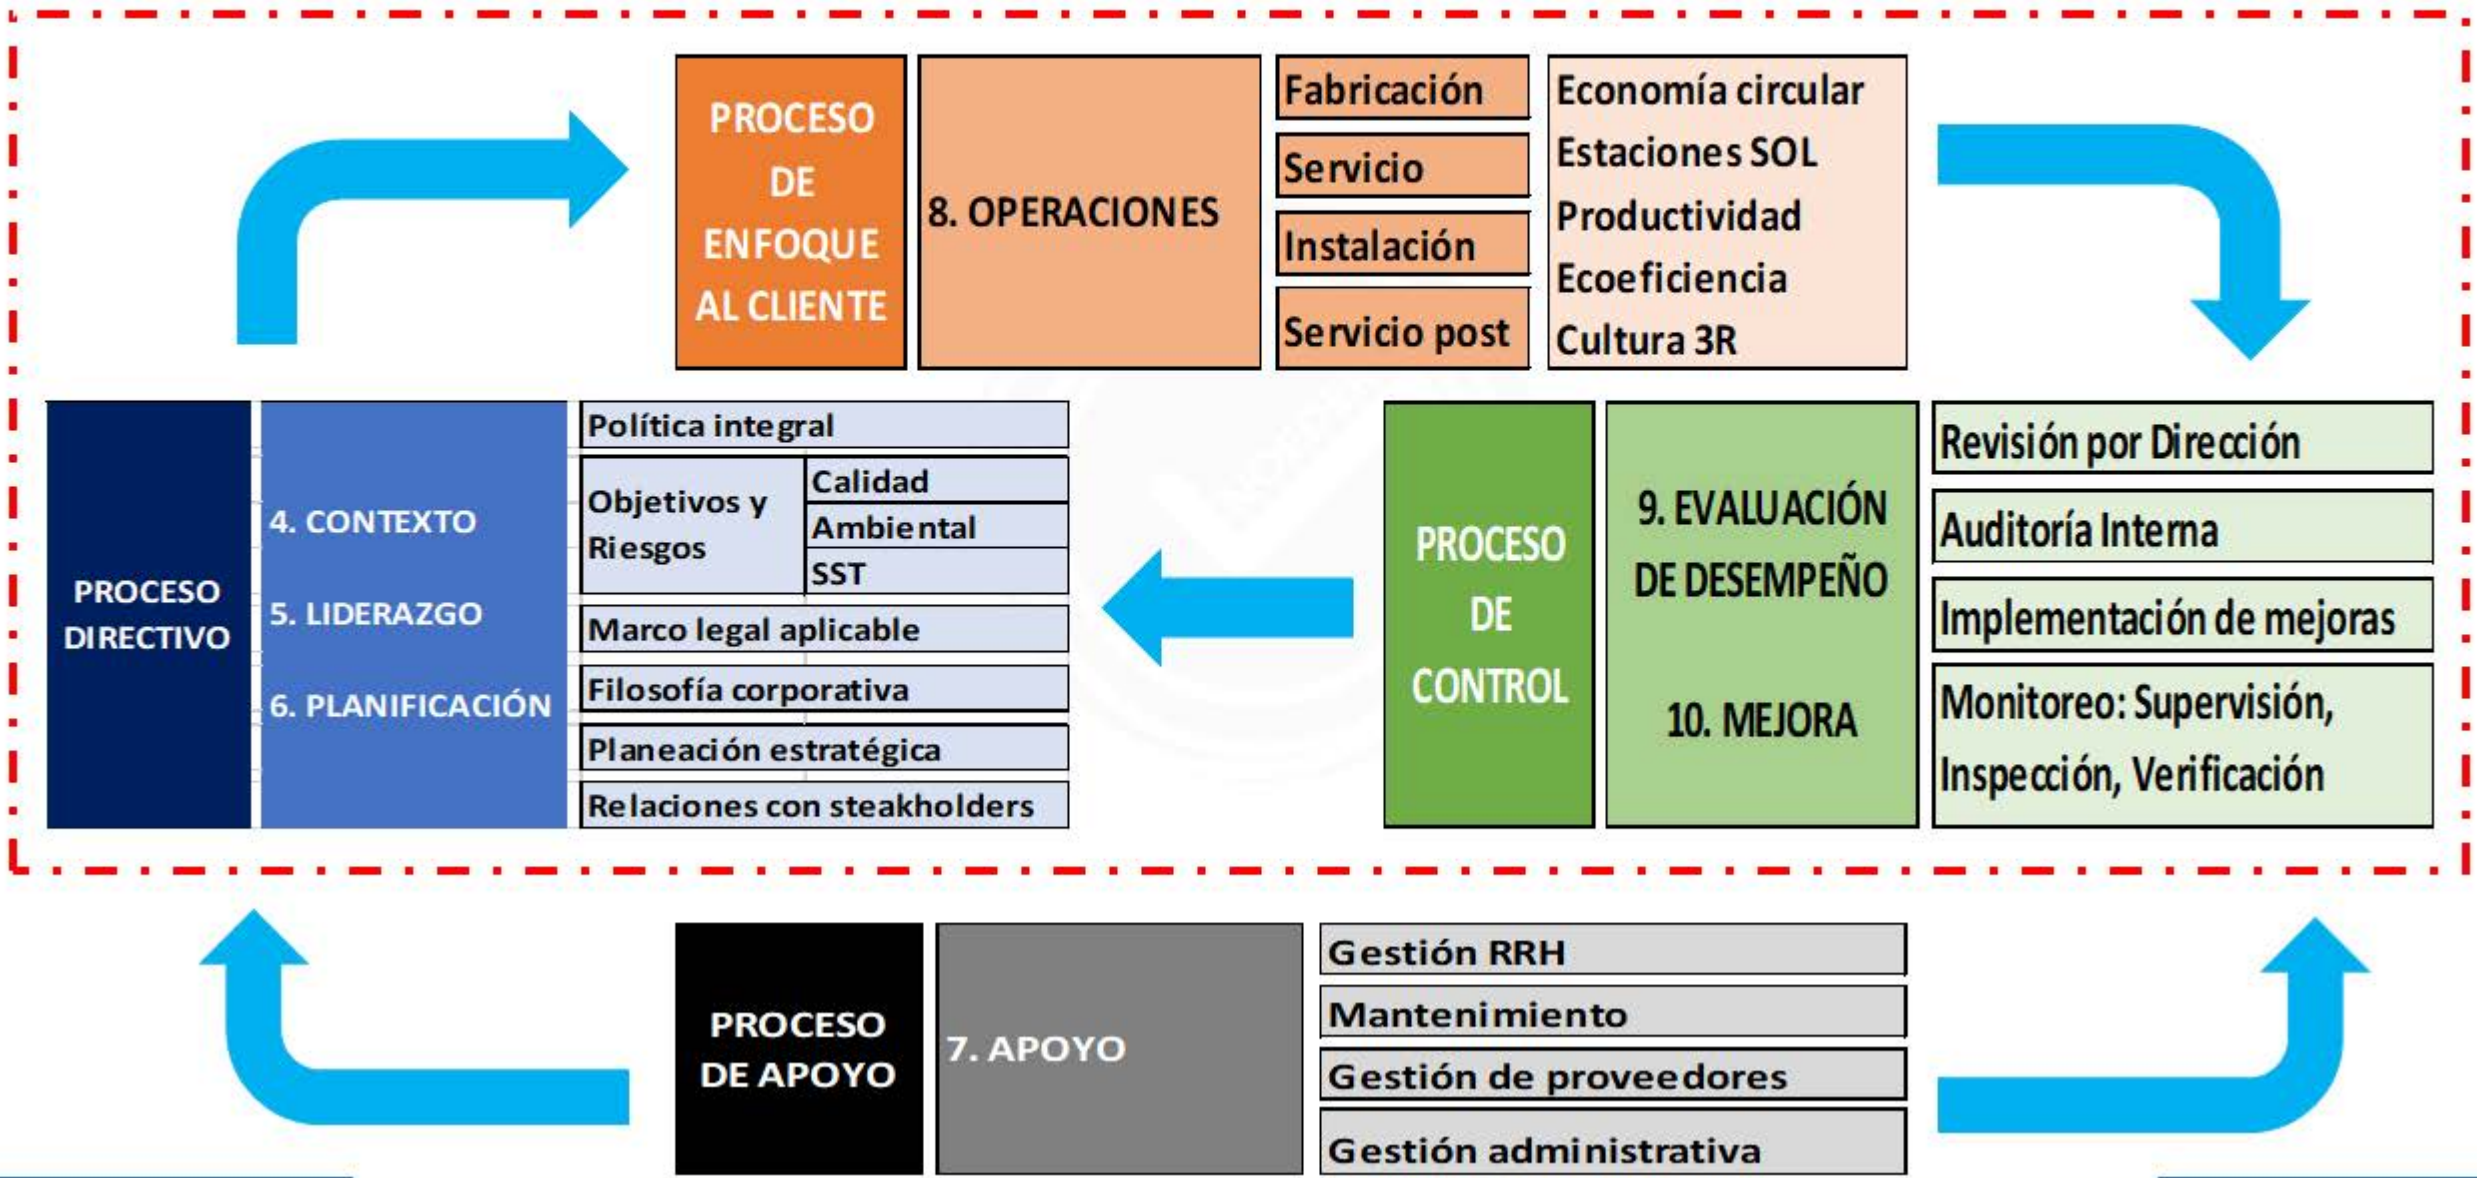 PROCESO
DE
ENFOQUE
AL CLIENTE
8. OPERACIONES
Fabricación
Servicio
Instalación
Servicio post
Economía circular
Estaciones SOL
Productividad
Ecoeficiencia
Cultura 3R
PROCESO
DIRECTIVO
4. CONTEXTO
5. LIDERAZGO
6. PLANIFICACIÓN
Política integral
Objetivos y
Riesgos
Calidad
Ambiental
SST
Marco legal aplicable
Filosofía corporativa
Planeación estratégica
Relaciones con steakholders
PROCESO
DE
CONTROL
9. EVALUACIÓN
DE DESEMPEÑO
10. MEJORA
Revisión por Dirección
Auditoría Interna
Implementación de mejoras
Monitoreo: Supervisión,
Inspección, Verificación
PROCESO
DE APOYO
7. APOYO
Gestión RRH
Mantenimiento
Gestión de proveedores
Gestión administrativa